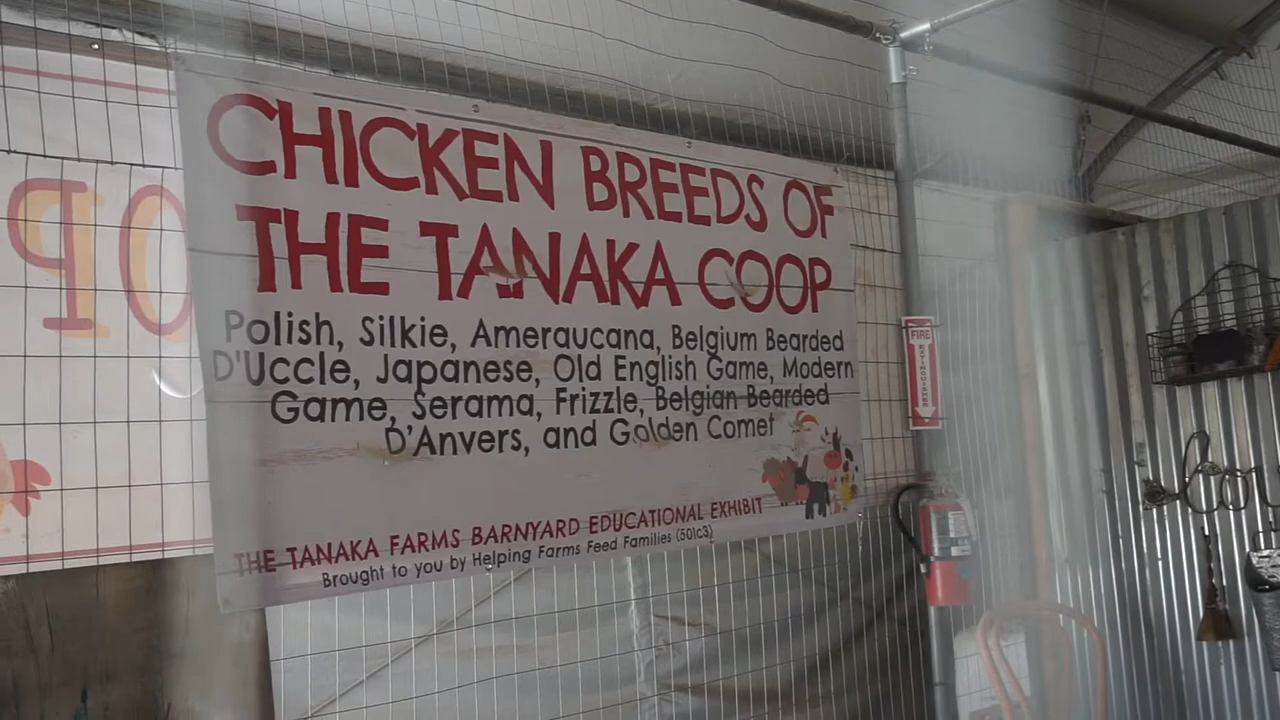 CHICKEN BREEDS OF
THE TANAKA COOP
Polish, Silkie, Ameraucana, Belgium Bearded
D'Uccle, Japanese, Old English Game, Modern
Game, Serama, Frizzle, Belgian Bearded
D'Anvers, and Golden Comet
THE TANAKA FARMS BARNYARD EDUCATIONAL EXHIBIT
Brought to you by Helping Farms Feed Families (501c3)
FIRE
EXTINGUISHER